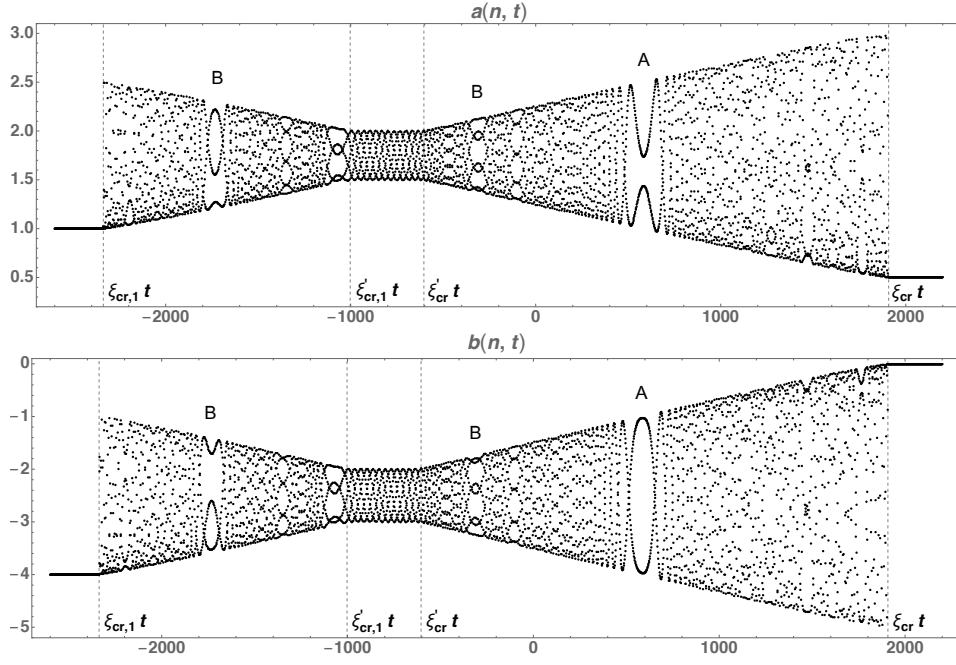 a(n, t)
3.0
2.5
2.0
1.5
1.0
0.5
B
B
A
ξcr,1 t
ξ'cr,1 t
ξ'cr t
ξcr t
−2000
−1000
0
1000
2000
b(n, t)
0
−1
−2
−3
−4
−5
B
B
A
ξcr,1 t
ξ'cr,1 t
ξ'cr t
ξcr t
−2000
−1000
0
1000
2000